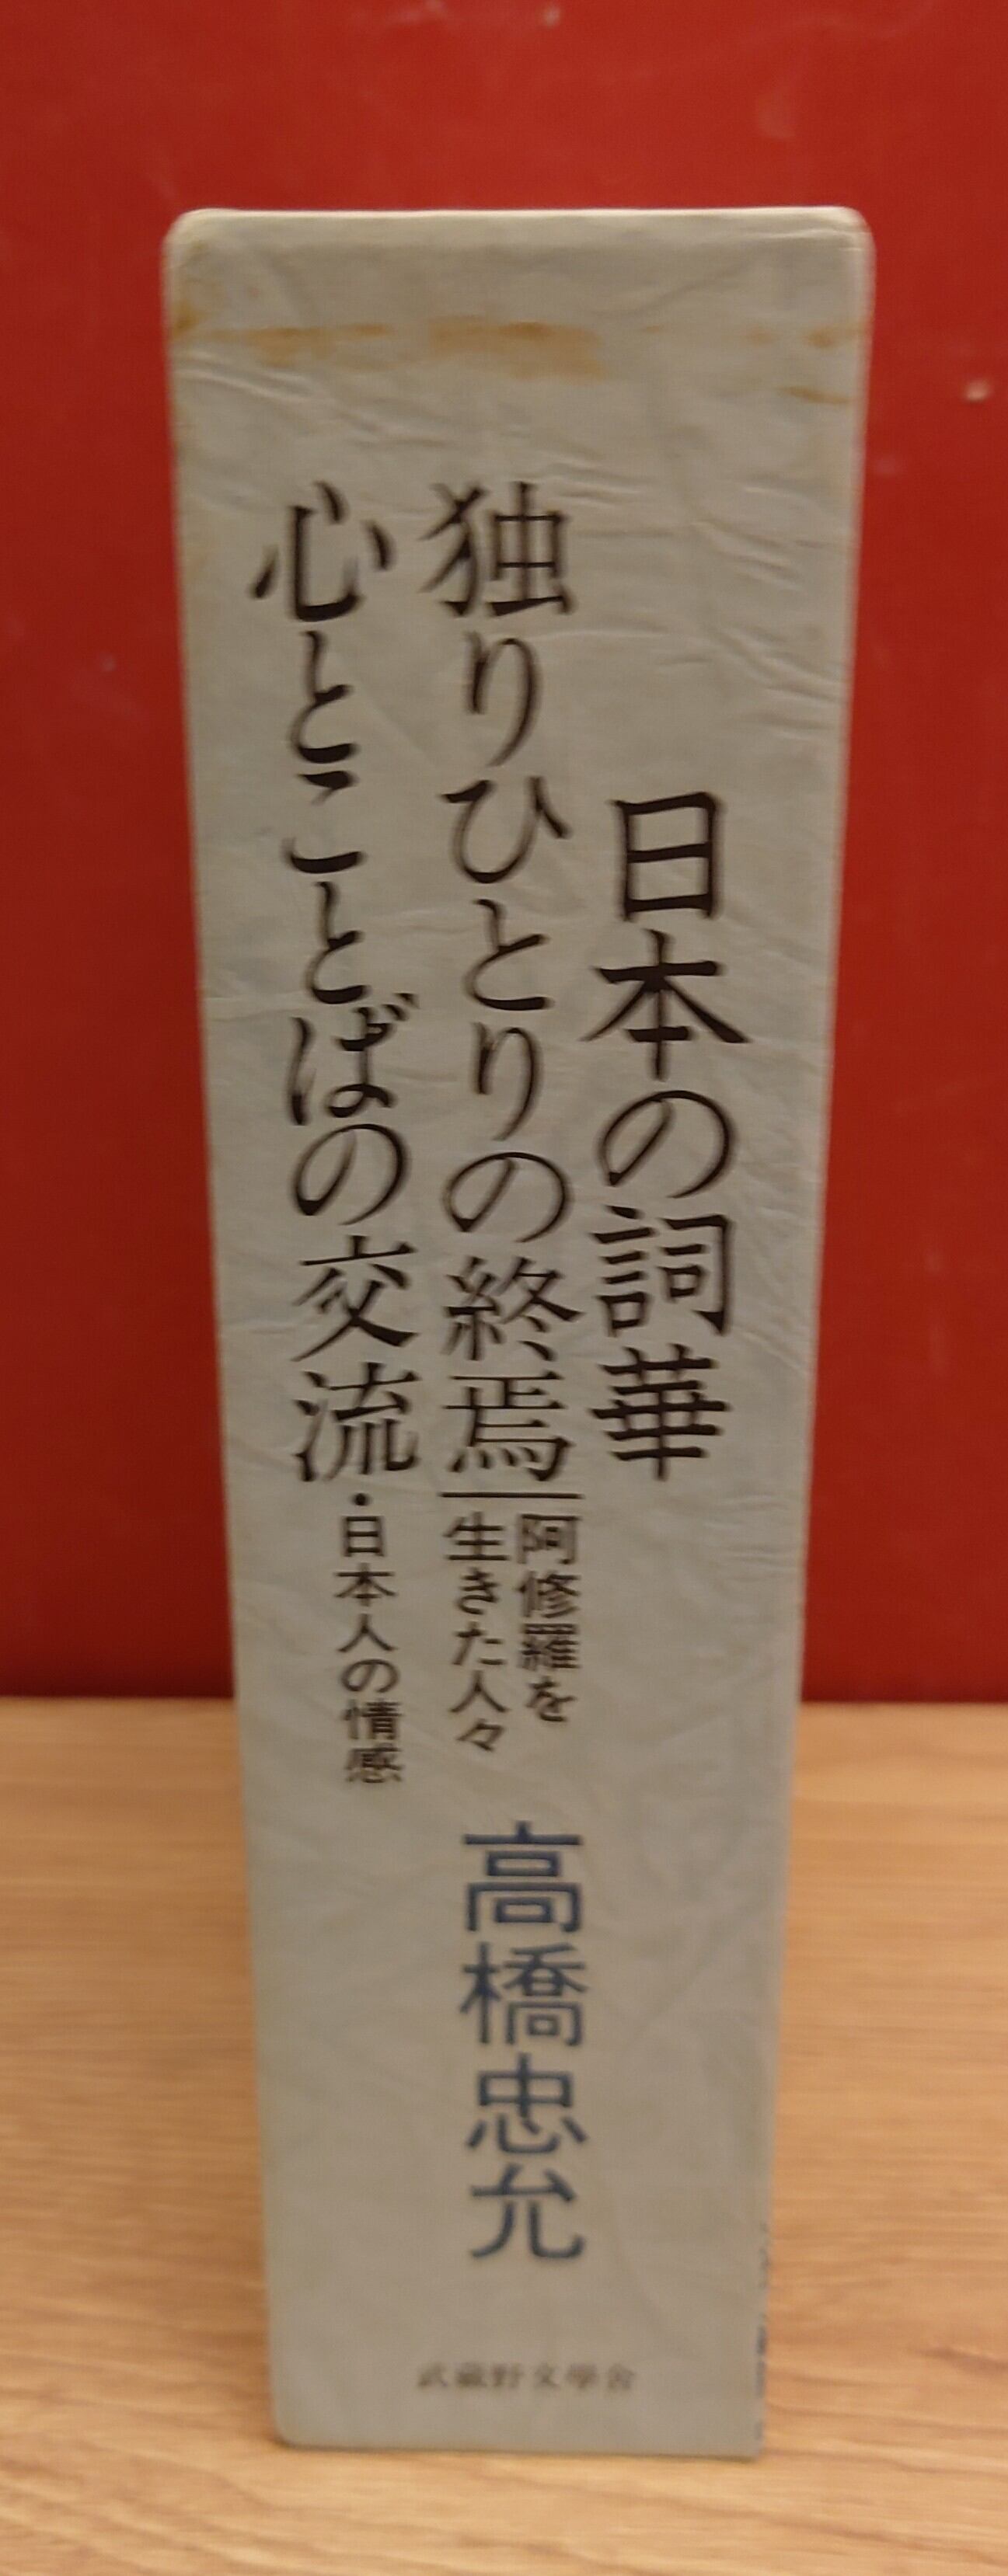 日本の詞華
独りひとりの終焉｜阿修羅を
生きた人々
心とことばの交流・日本人の情感
高橋忠允
武蔵野文學舎